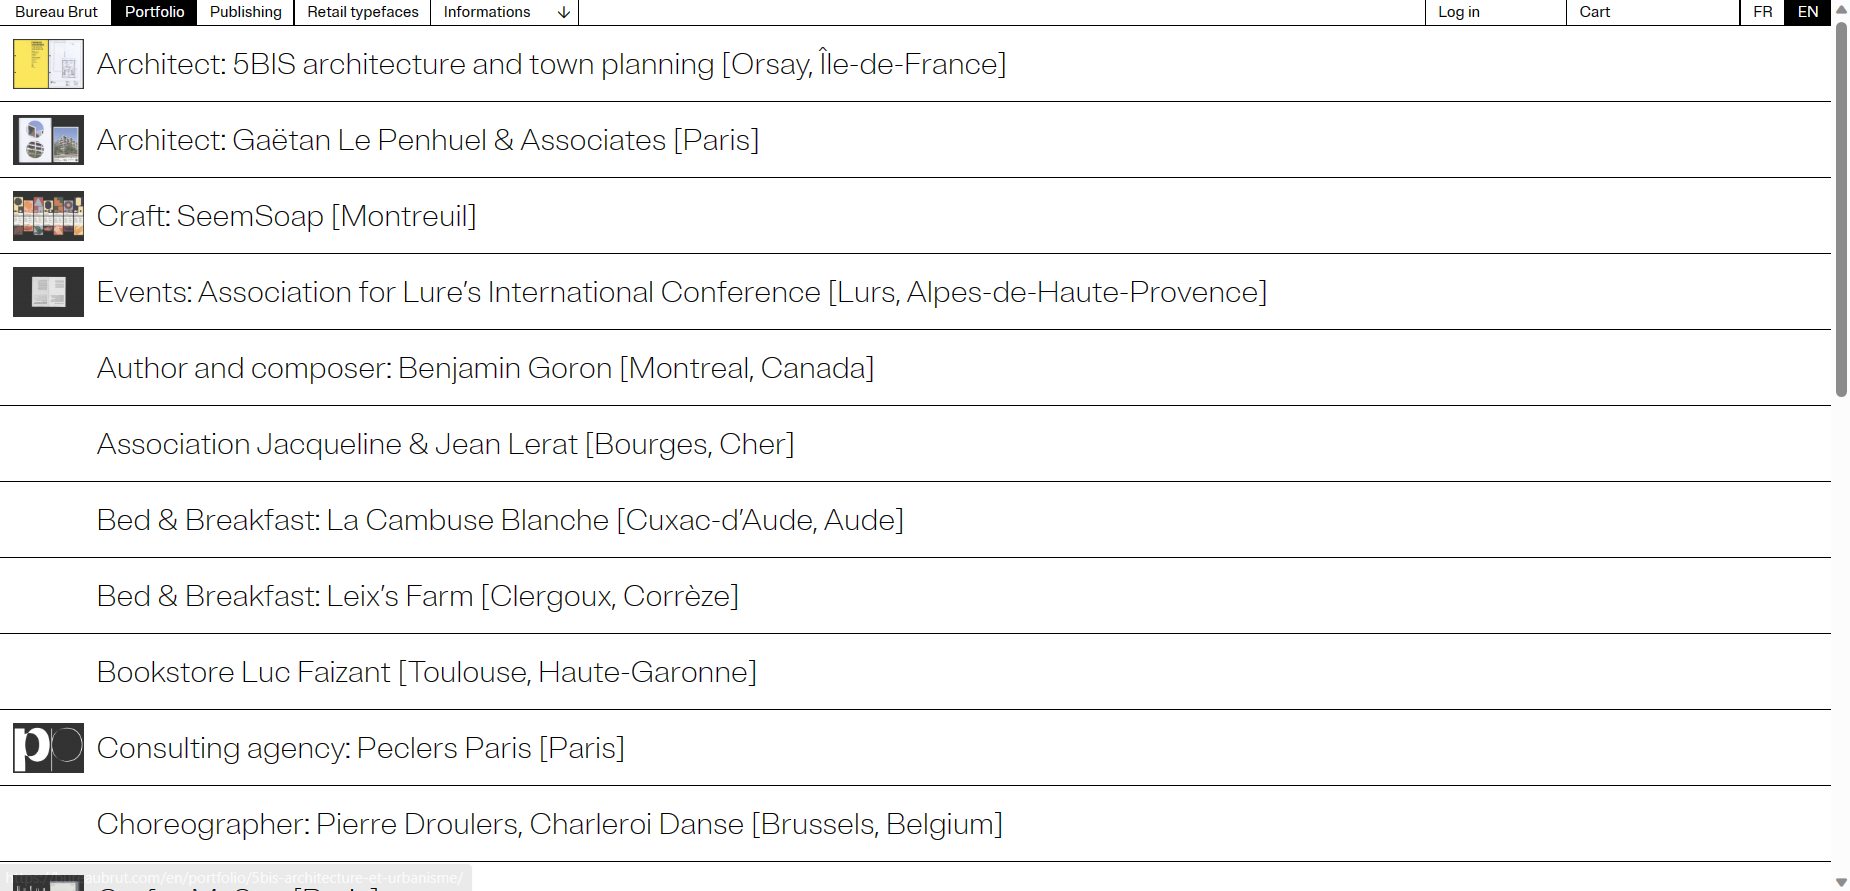 Bureau Brut Portfolio Publishing Retail typefaces Informations ↓ Log in Cart FR EN
Architect: 5BIS architecture and town planning [Orsay, Île-de-France]
Architect: Gaëtan Le Penhuel & Associates [Paris]
Craft: SeemSoap [Montreuil]
Events: Association for Lure’s International Conference [Lurs, Alpes-de-Haute-Provence]
Author and composer: Benjamin Goron [Montreal, Canada]
Association Jacqueline & Jean Lerat [Bourges, Cher]
Bed & Breakfast: La Cambuse Blanche [Cuxac-d’Aude, Aude]
Bed & Breakfast: Leix’s Farm [Clergoux, Corrèze]
Bookstore Luc Faizant [Toulouse, Haute-Garonne]
po
Consulting agency: Peclers Paris [Paris]
Choreographer: Pierre Droulers, Charleroi Danse [Brussels, Belgium]
https://bureaubrut.com/en/portfolio/5bis-architecture-et-urbanisme/